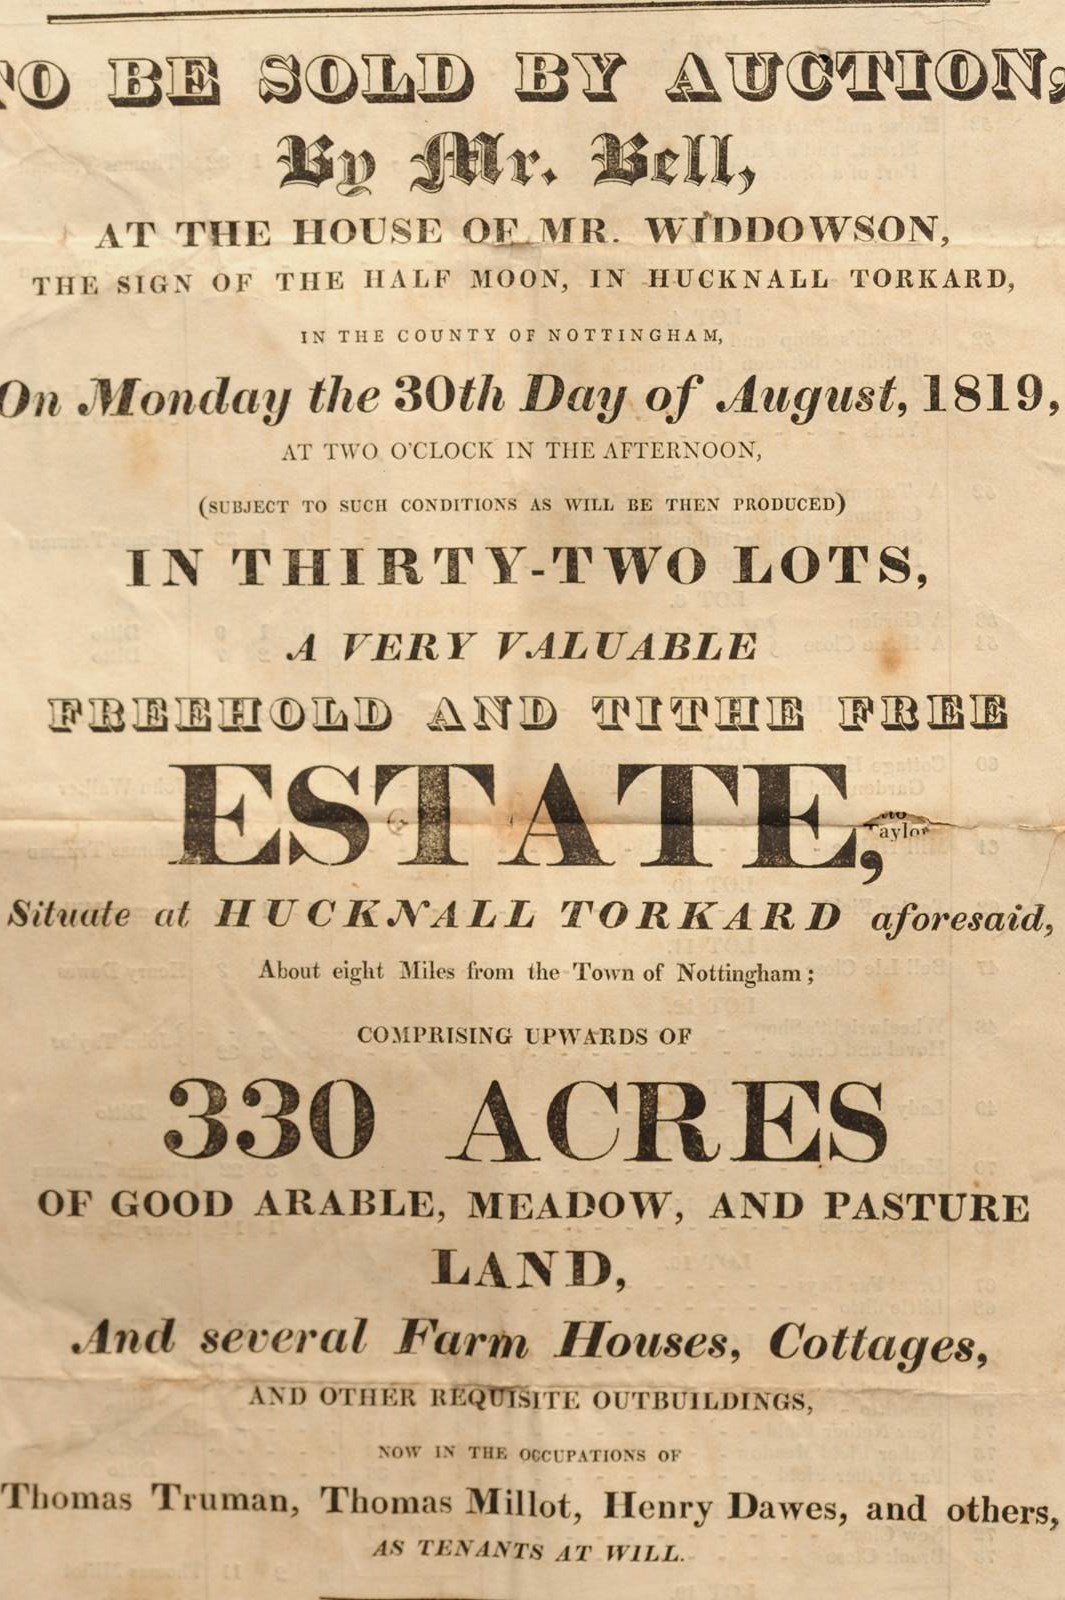 TO BE SOLD BY AUCTION,
By Mr. Bell,
AT THE HOUSE OF MR. WIDDOWSON,
THE SIGN OF THE HALF MOON, IN HUCKNALL TORKARD,
IN THE COUNTY OF NOTTINGHAM,
On Monday the 30th Day of August, 1819,
AT TWO O'CLOCK IN THE AFTERNOON,
(SUBJECT TO SUCH CONDITIONS AS WILL BE THEN PRODUCED)
IN THIRTY-TWO LOTS,
A VERY VALUABLE
FREEHOLD AND TITHE FREE
ESTATE,
Taylor
Situate at HUCKNALL TORKARD aforesaid,
About eight Miles from the Town of Nottingham;
COMPRISING UPWARDS OF
330 ACRES
OF GOOD ARABLE, MEADOW, AND PASTURE
LAND,
And several Farm Houses, Cottages,
AND OTHER REQUISITE OUTBUILDINGS,
NOW IN THE OCCUPATIONS OF
Thomas Truman, Thomas Millot, Henry Dawes, and others,
AS TENANTS AT WILL.